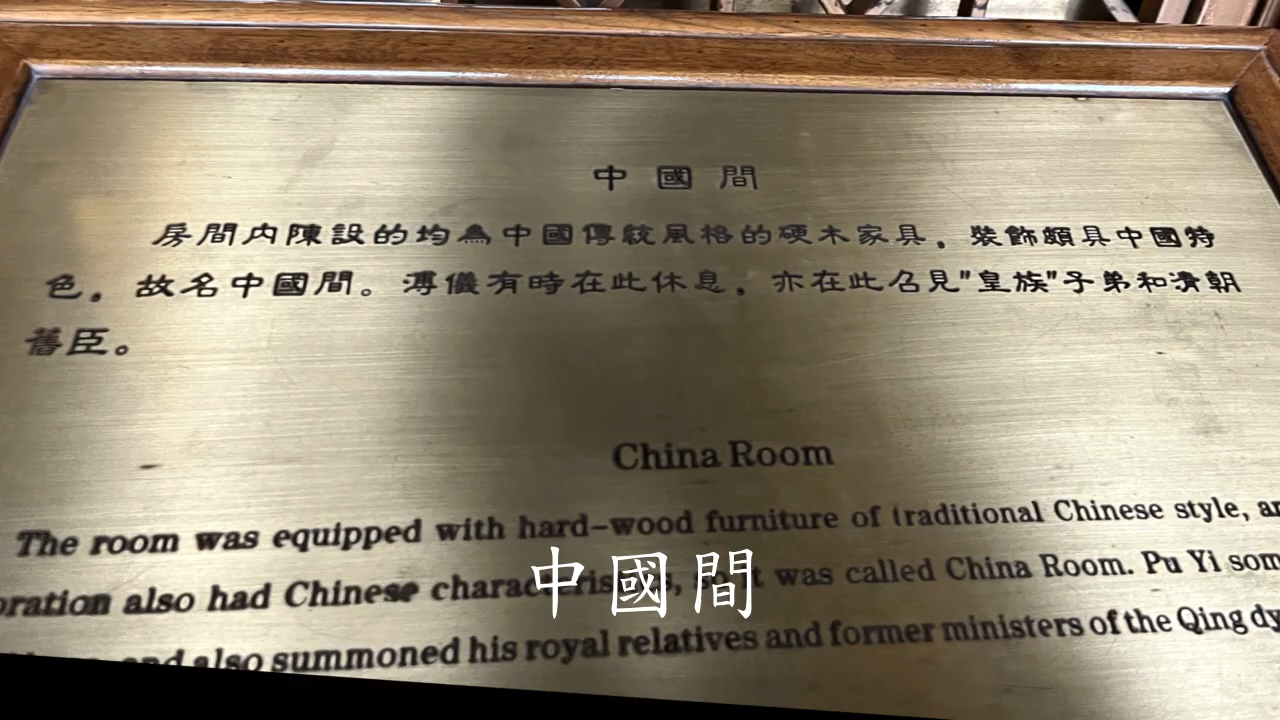 中國間
房間内陳設的均為中國傳統風格的硬木家具，裝飾頗具中國特
色，故名中國間。溥儀有時在此休息，亦在此召見"皇族"子弟和清朝
舊臣。
China Room
The room was equipped with hard-wood furniture of traditional Chinese style, an
oration also had Chinese characteristics, so it was called China Room. Pu Yi som
and also summoned his royal relatives and former ministers of the Qing dy
中國間